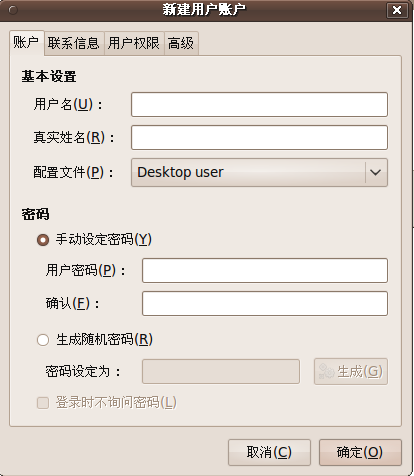 新建用户账户
账户 联系信息 用户权限 高级
基本设置
用户名(U)：
真实姓名(R)：
配置文件(P)： Desktop user
密码
手动设定密码(Y)
用户密码(P)：
确认(F)：
生成随机密码(R)
密码设定为： 生成(G)
登录时不询问密码(L)
取消(C) 确定(O)